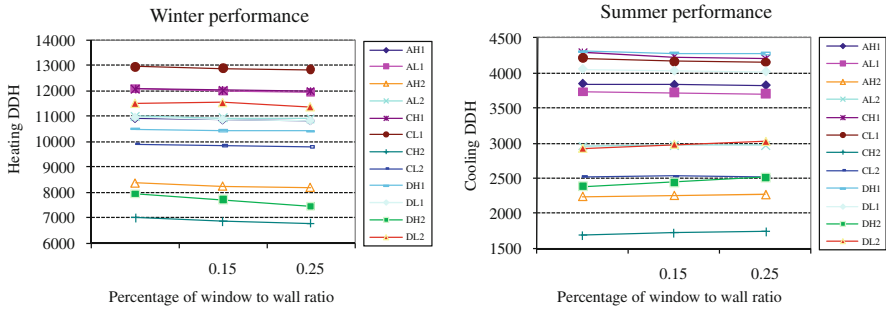 Winter performance
Heating DDH
14000
13000
12000
11000
10000
9000
8000
7000
6000
0.15 0.25
Percentage of window to wall ratio
AH1
AL1
AH2
AL2
CH1
CL1
CH2
CL2
DH1
DL1
DH2
DL2
Summer performance
Cooling DDH
4500
4000
3500
3000
2500
2000
1500
0.15 0.25
Percentage of window to wall ratio
AH1
AL1
AH2
AL2
CH1
CL1
CH2
CL2
DH1
DL1
DH2
DL2